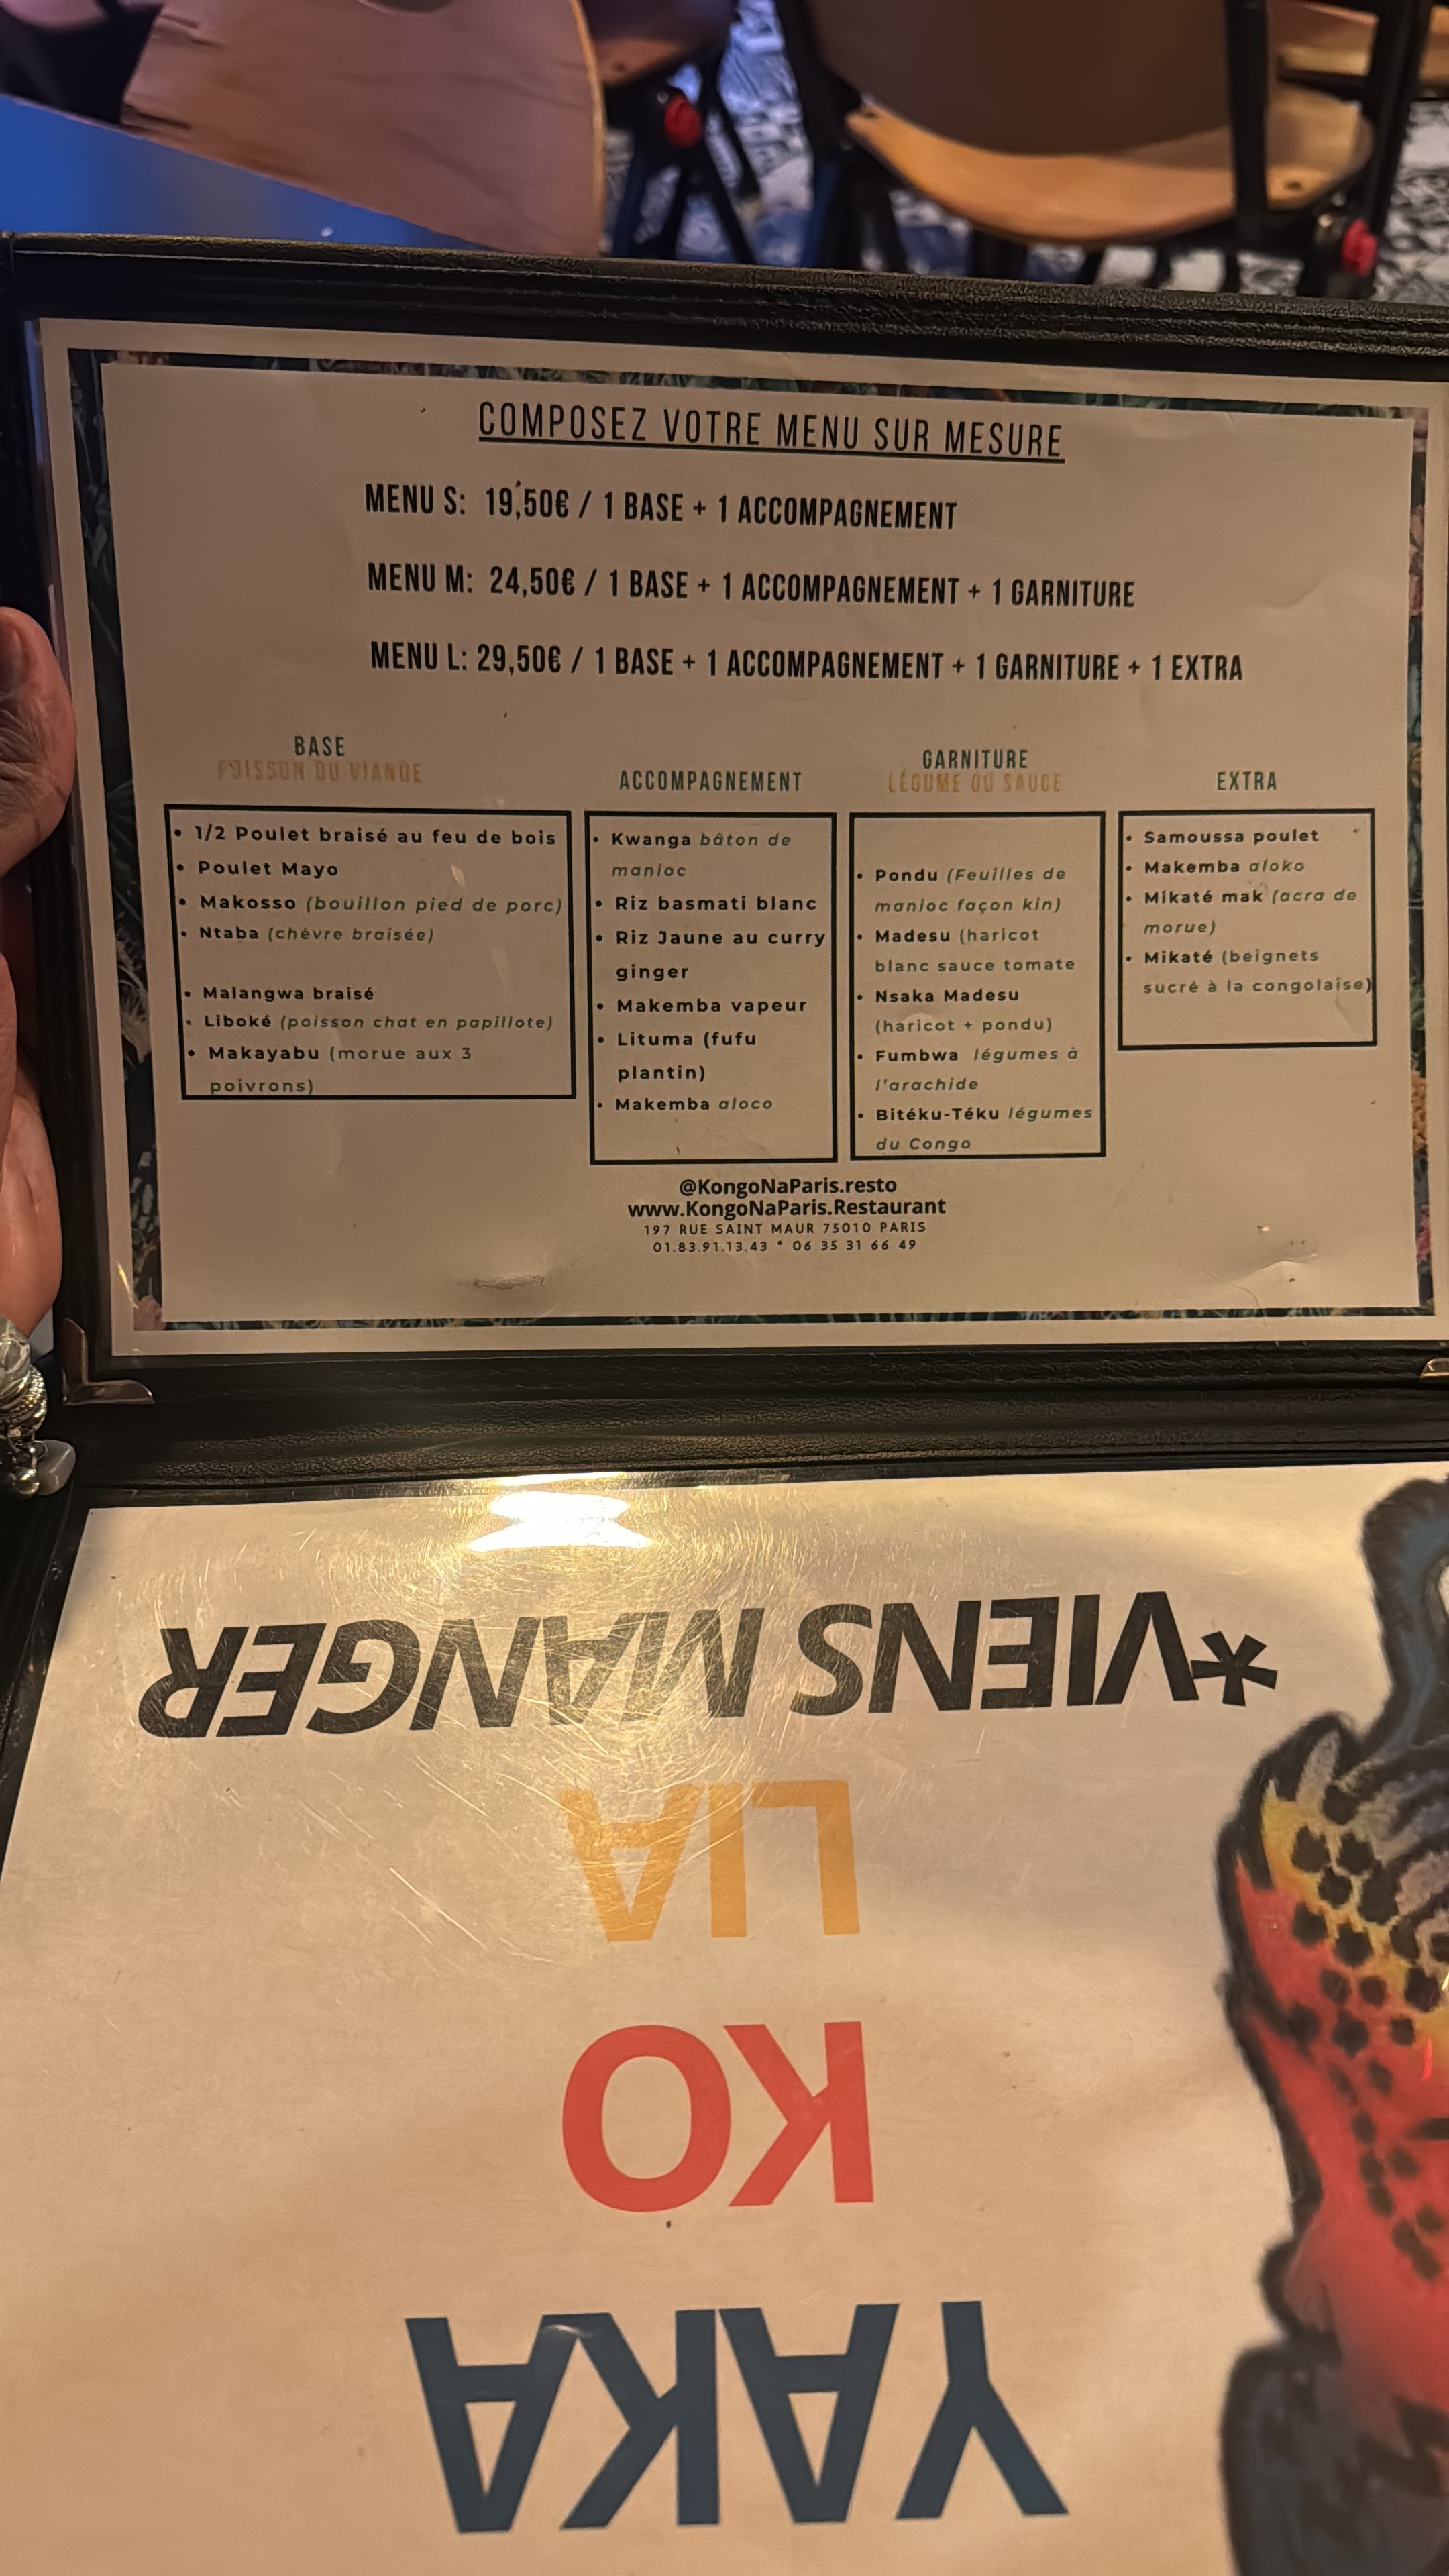 COMPOSEZ VOTRE MENU SUR MESURE
MENU S: 19,50€ / 1 BASE + 1 ACCOMPAGNEMENT
MENU M: 24,50€ / 1 BASE + 1 ACCOMPAGNEMENT + 1 GARNITURE
MENU L: 29,50€ / 1 BASE + 1 ACCOMPAGNEMENT + 1 GARNITURE + 1 EXTRA
BASE
POISSON OU VIANDE
• 1/2 Poulet braisé au feu de bois
• Poulet Mayo
• Makosso (bouillon pied de porc)
• Ntaba (chèvre braisée)
• Malangwa braisé
• Liboké (poisson chat en papillote)
• Makayabu (morue aux 3
poivrons)
ACCOMPAGNEMENT
• Kwanga bâton de
manioc
• Riz basmati blanc
• Riz Jaune au curry
ginger
• Makemba vapeur
• Lituma (fufu
plantin)
• Makemba aloco
GARNITURE
LÉGUME OU SAUCE
• Pondu (Feuilles de
manioc façon kin)
• Madesu (haricot
blanc sauce tomate
• Nsaka Madesu
(haricot + pondu)
• Fumbwa légumes à
l'arachide
• Bitéku-Téku légumes
du Congo
EXTRA
• Samoussa poulet
• Makemba aloko
• Mikaté mak (acra de
morue)
• Mikaté (beignets
sucré à la congolaise)
@KongoNaParis.resto
www.KongoNaParis.Restaurant
197 RUE SAINT MAUR 75010 PARIS
01.83.91.13.43 * 06 35 31 66 49
YAKA
KO
LIA
*VIENS MANGER